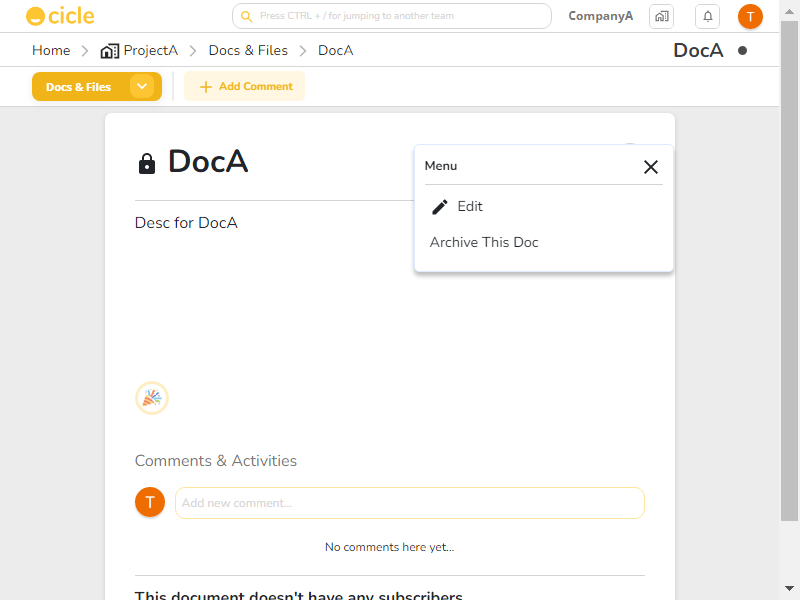 cicle
Press CTRL + / for jumping to another team
CompanyA
T
Home
ProjectA
Docs & Files
DocA
DocA
Docs & Files
Add Comment
DocA
Menu
Edit
Archive This Doc
Desc for DocA
Comments & Activities
T
Add new comment...
No comments here yet...
This document doesn't have any subscribers